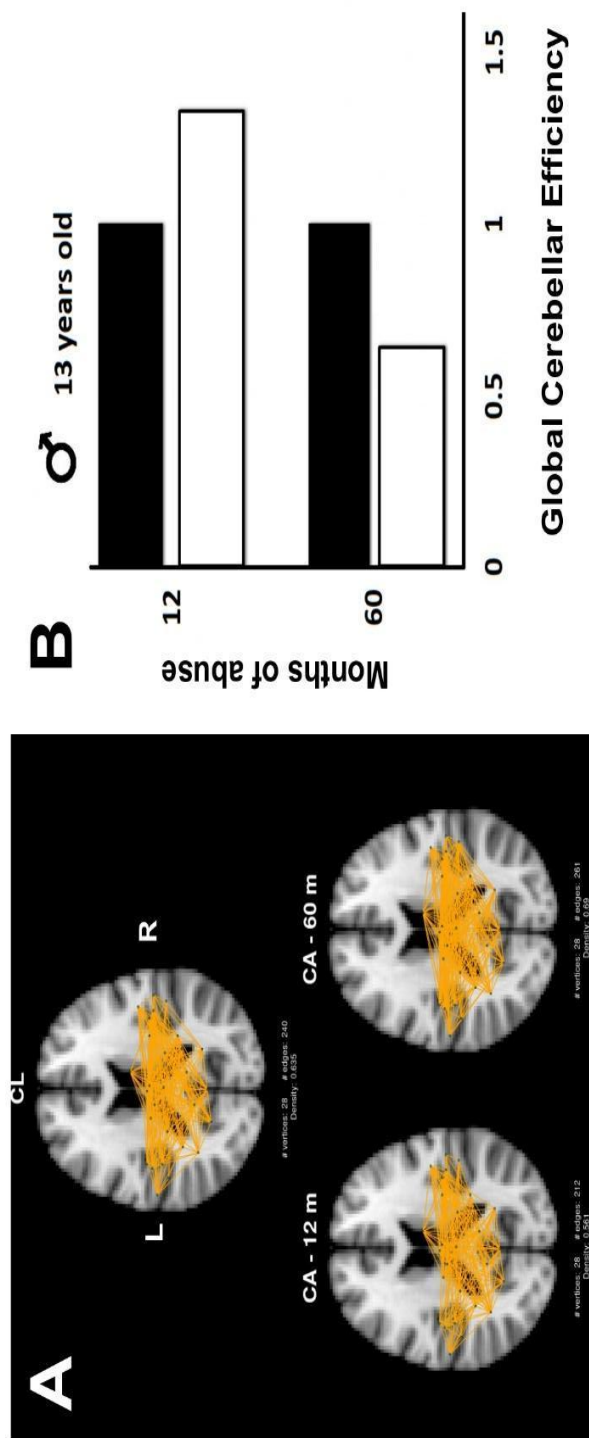 A
CL
L
R
# vertices: 28 # edges: 240
Density: 0.635
CA - 12 m
CA - 60 m
# vertices: 28 # edges: 212
Density: 0.561
# vertices: 28 # edges: 261
Density: 0.69
B
♂ 13 years old
Months of abuse
12
60
0
0.5
1
1.5
Global Cerebellar Efficiency